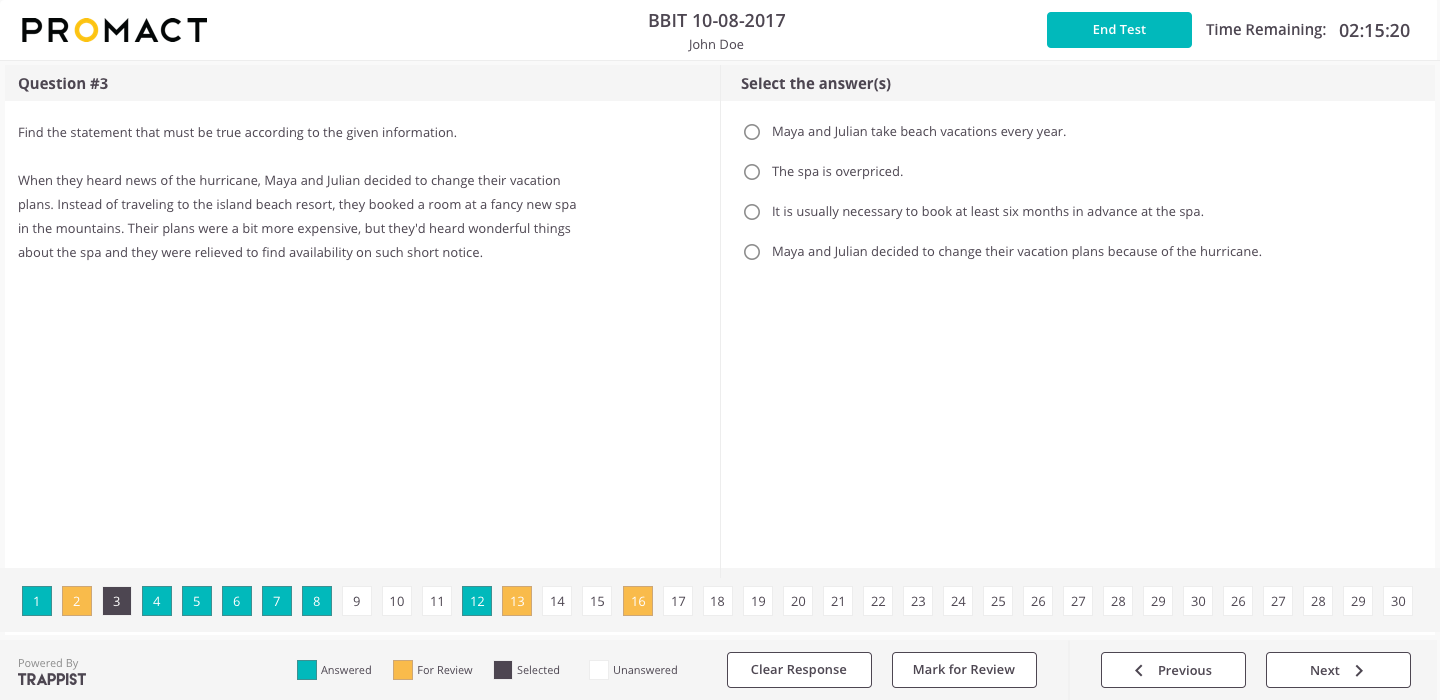 PROMACT
BBIT 10-08-2017
John Doe
End Test
Time Remaining: 02:15:20
Question #3
Select the answer(s)
Find the statement that must be true according to the given information.
When they heard news of the hurricane, Maya and Julian decided to change their vacation
plans. Instead of traveling to the island beach resort, they booked a room at a fancy new spa
in the mountains. Their plans were a bit more expensive, but they'd heard wonderful things
about the spa and they were relieved to find availability on such short notice.
Maya and Julian take beach vacations every year.
The spa is overpriced.
It is usually necessary to book at least six months in advance at the spa.
Maya and Julian decided to change their vacation plans because of the hurricane.
1 2 3 4 5 6 7 8 9 10 11 12 13 14 15 16 17 18 19 20 21 22 23 24 25 26 27 28 29 30 26 27 28 29 30
Powered By
TRAPPIST
Answered For Review Selected Unanswered
Clear Response Mark for Review Previous Next